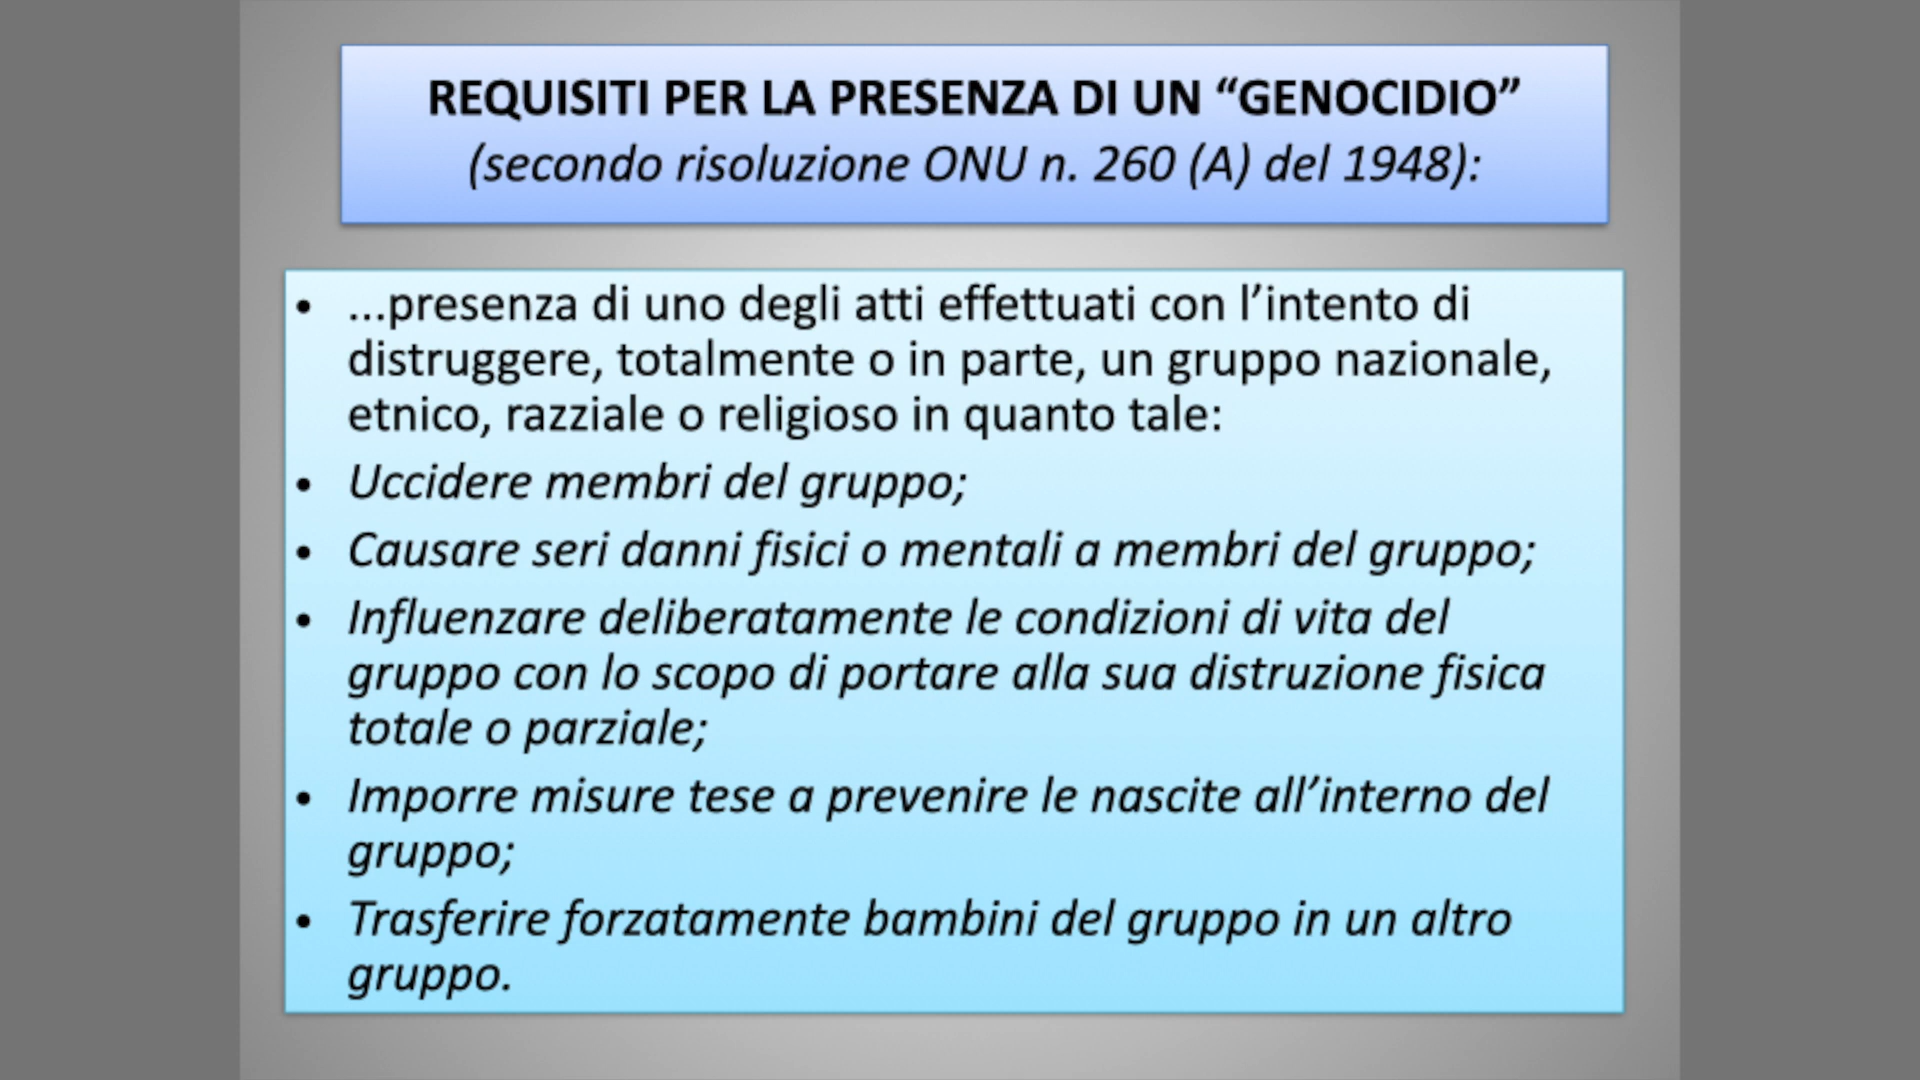 REQUISITI PER LA PRESENZA DI UN “GENOCIDIO”
(secondo risoluzione ONU n. 260 (A) del 1948):
• ...presenza di uno degli atti effettuati con l’intento di
distruggere, totalmente o in parte, un gruppo nazionale,
etnico, razziale o religioso in quanto tale:
• Uccidere membri del gruppo;
• Causare seri danni fisici o mentali a membri del gruppo;
• Influenzare deliberatamente le condizioni di vita del
gruppo con lo scopo di portare alla sua distruzione fisica
totale o parziale;
• Imporre misure tese a prevenire le nascite all’interno del
gruppo;
• Trasferire forzatamente bambini del gruppo in un altro
gruppo.